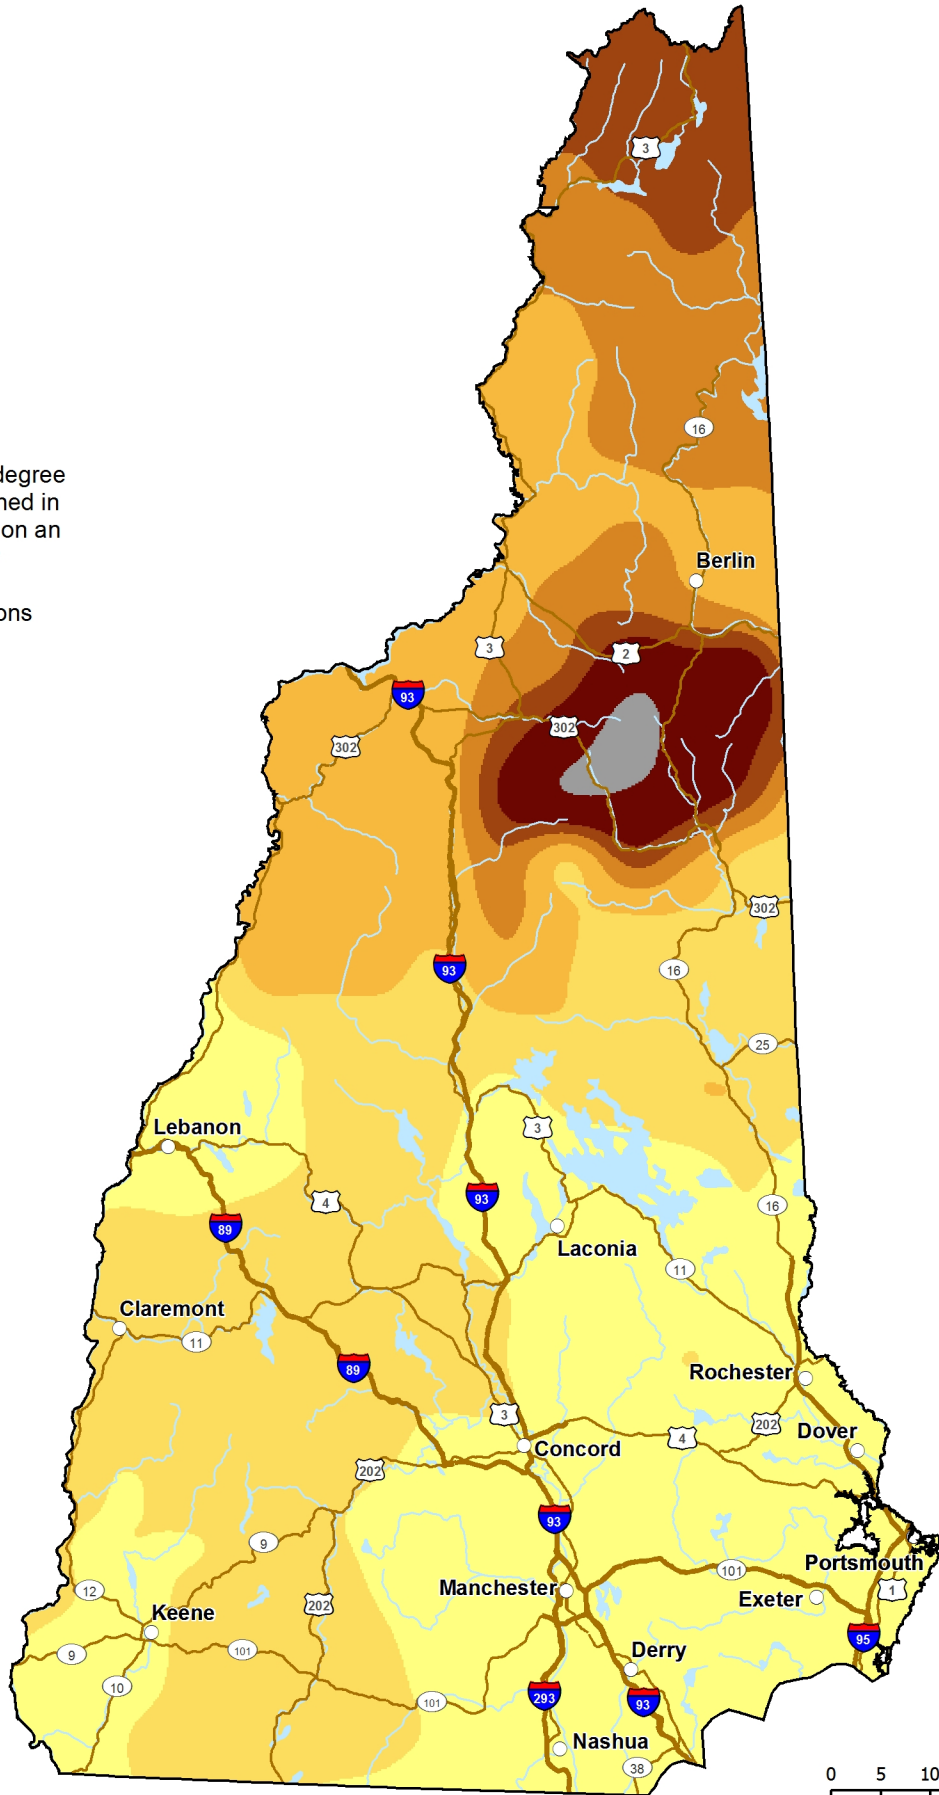 3
16
degree
ned in
on an
Berlin
ons
3
2
93
302
302
302
93
16
25
Lebanon
3
93
4
16
89
Laconia
11
Claremont
11
89
Rochester
3
202
Dover
4
Concord
202
93
9
Portsmouth
101
12
Manchester
1
Exeter
202
Keene
95
101
9
Derry
10
293
93
101
Nashua
38
0 5 10